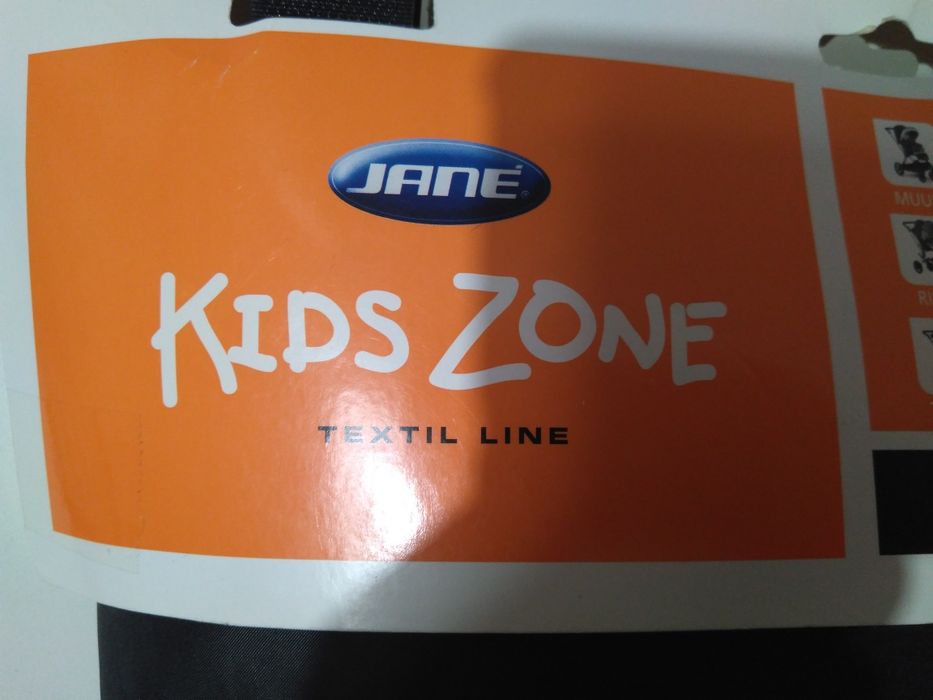 JANÉ
KIDS ZONE
TEXTIL LINE